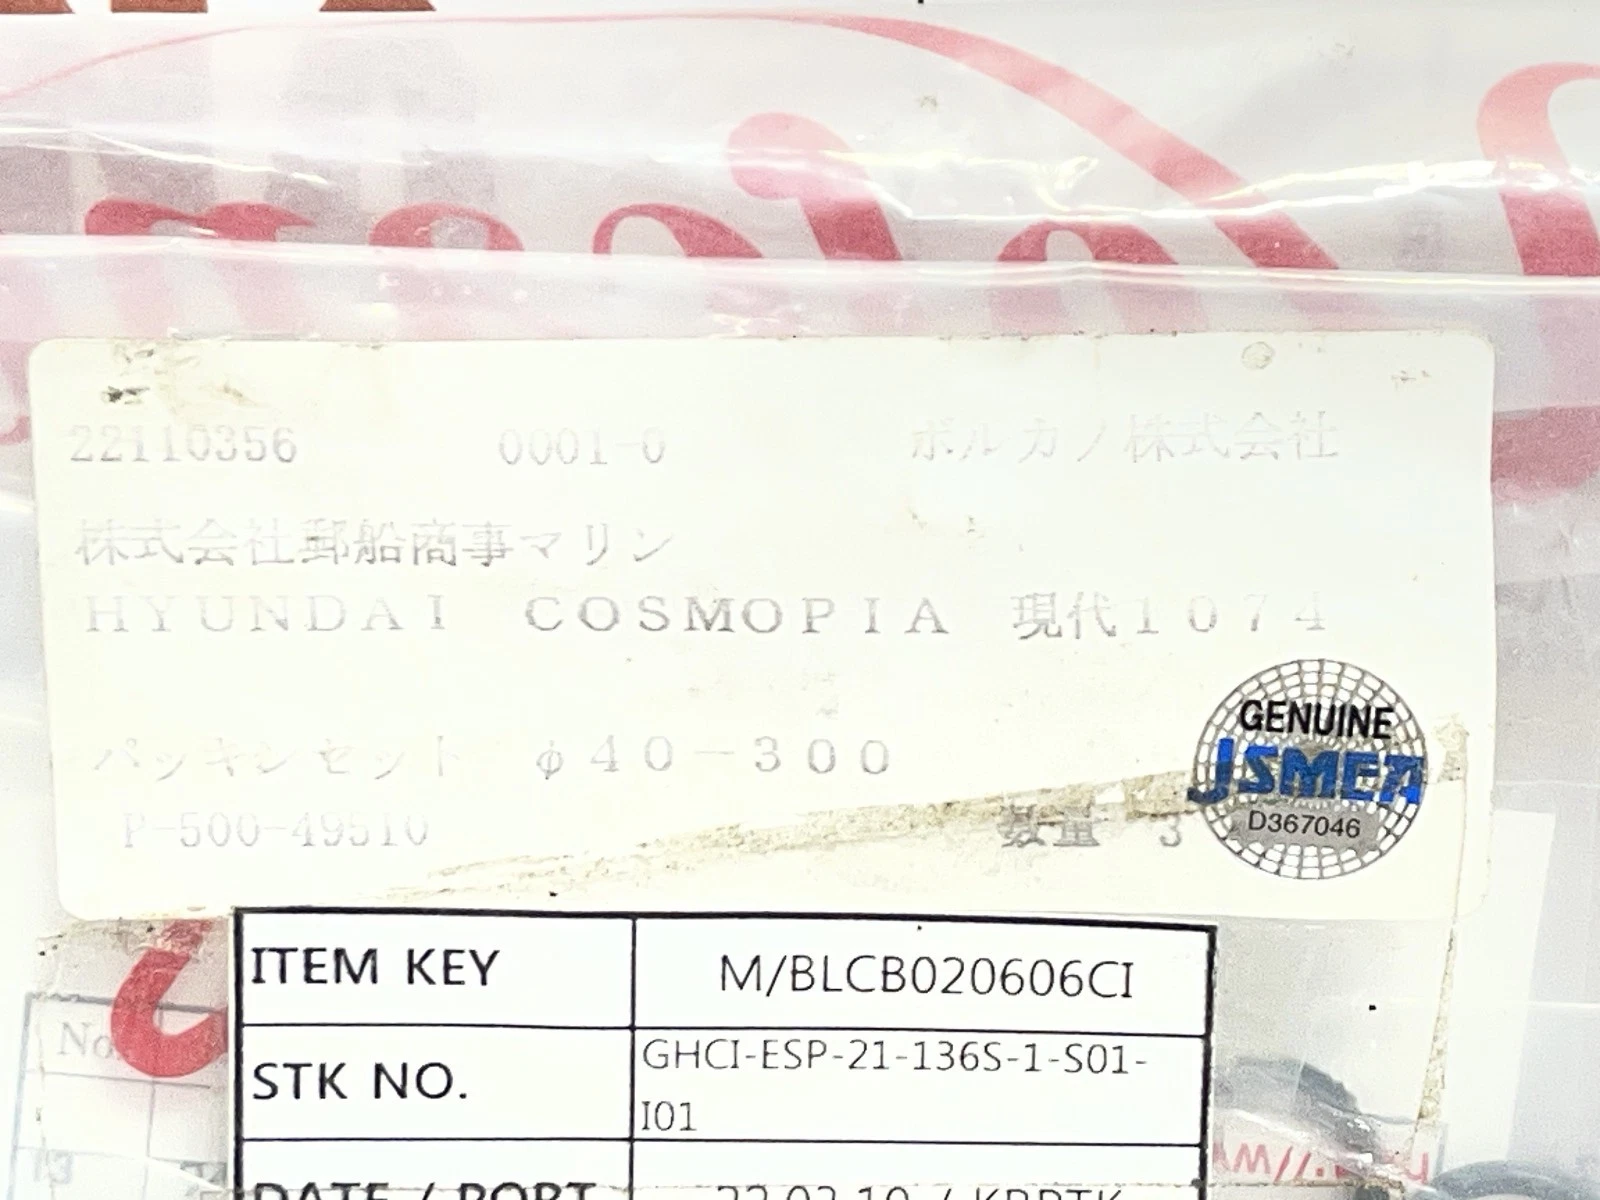 22110356 0001-0 ボルカノ株式会社
株式会社郵船商事マリン
HYUNDAI COSMOPIA 現代1074
パッキンセット φ40-300
P-500-49510 数量 3
GENUINE
JSMEA
D367046
ITEM KEY M/BLCB020606CI
STK NO. GHCI-ESP-21-136S-1-S01-
I01
No.
DATE / PORT